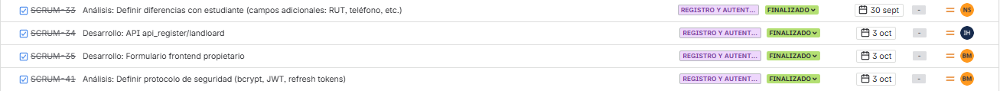 SCRUM-33 Análisis: Definir diferencias con estudiante (campos adicionales: RUT, teléfono, etc.) REGISTRO Y AUTENT... FINALIZADO 30 sept - NS
SCRUM-34 Desarrollo: API api_register/landloard REGISTRO Y AUTENT... FINALIZADO 3 oct - IH
SCRUM-35 Desarrollo: Formulario frontend propietario REGISTRO Y AUTENT... FINALIZADO 3 oct - BM
SCRUM-41 Análisis: Definir protocolo de seguridad (bcrypt, JWT, refresh tokens) REGISTRO Y AUTENT... FINALIZADO 3 oct - BM